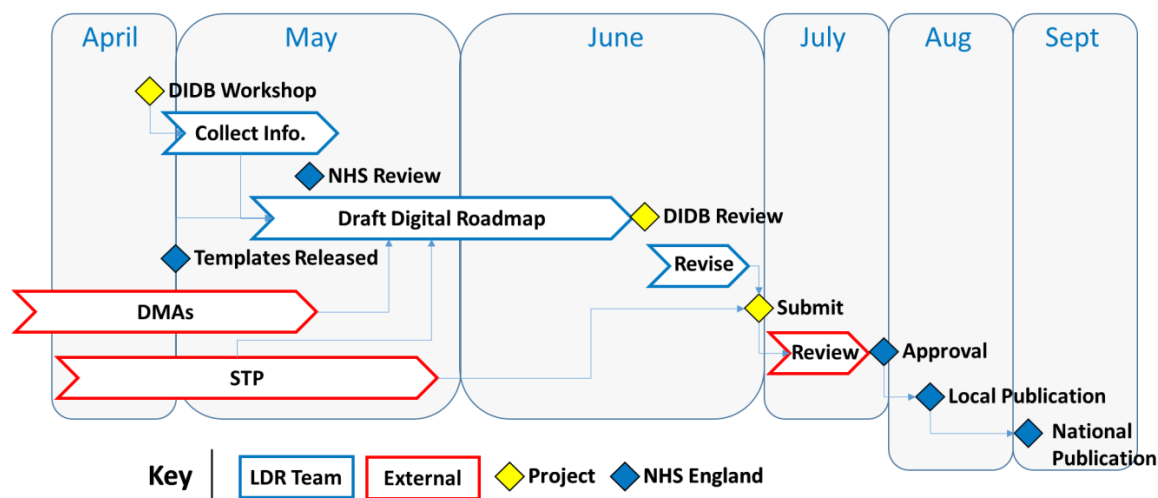 April
May
June
July
Aug
Sept
DIDB Workshop
Collect Info.
NHS Review
Draft Digital Roadmap
DIDB Review
Templates Released
Revise
DMAs
Submit
Review
Approval
STP
Local Publication
National
Publication
Key
LDR Team
External
Project
NHS England